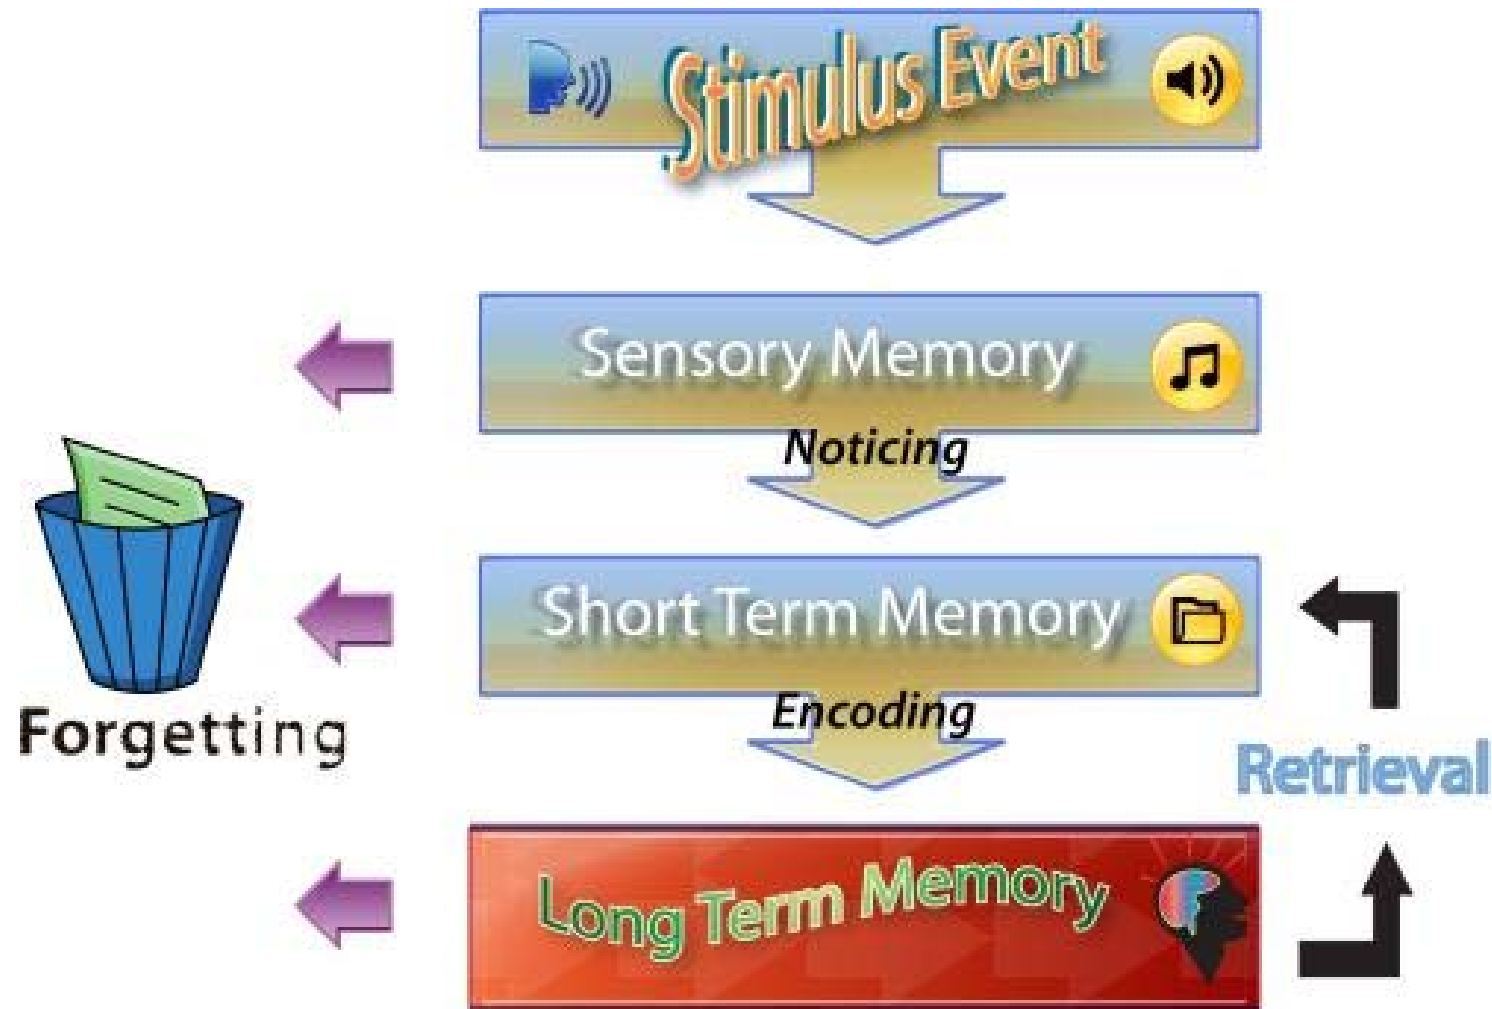 Stimulus Event
Sensory Memory
Noticing
Short Term Memory
Encoding
Forgetting
Retrieval
Long Term Memory